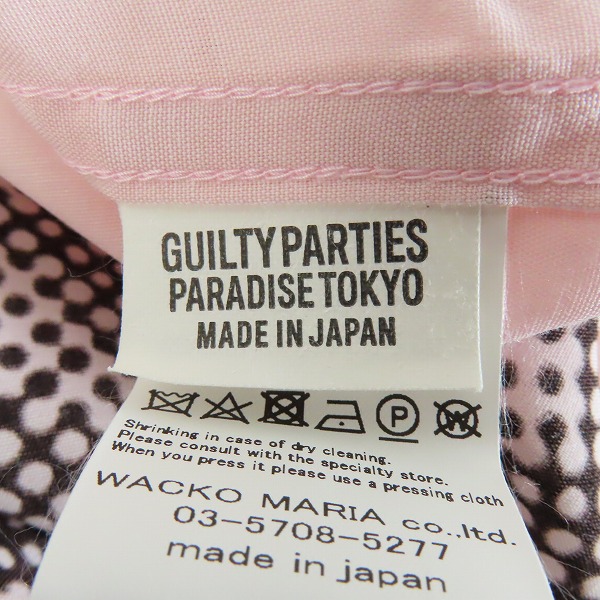 GUILTY PARTIES
PARADISE TOKYO
MADE IN JAPAN
P W
Shrinking in case of dry cleaning.
Please consult with the specialty store.
When you press it please use a pressing cloth
WACKO MARIA co.,ltd.
03-5708-5277
made in japan